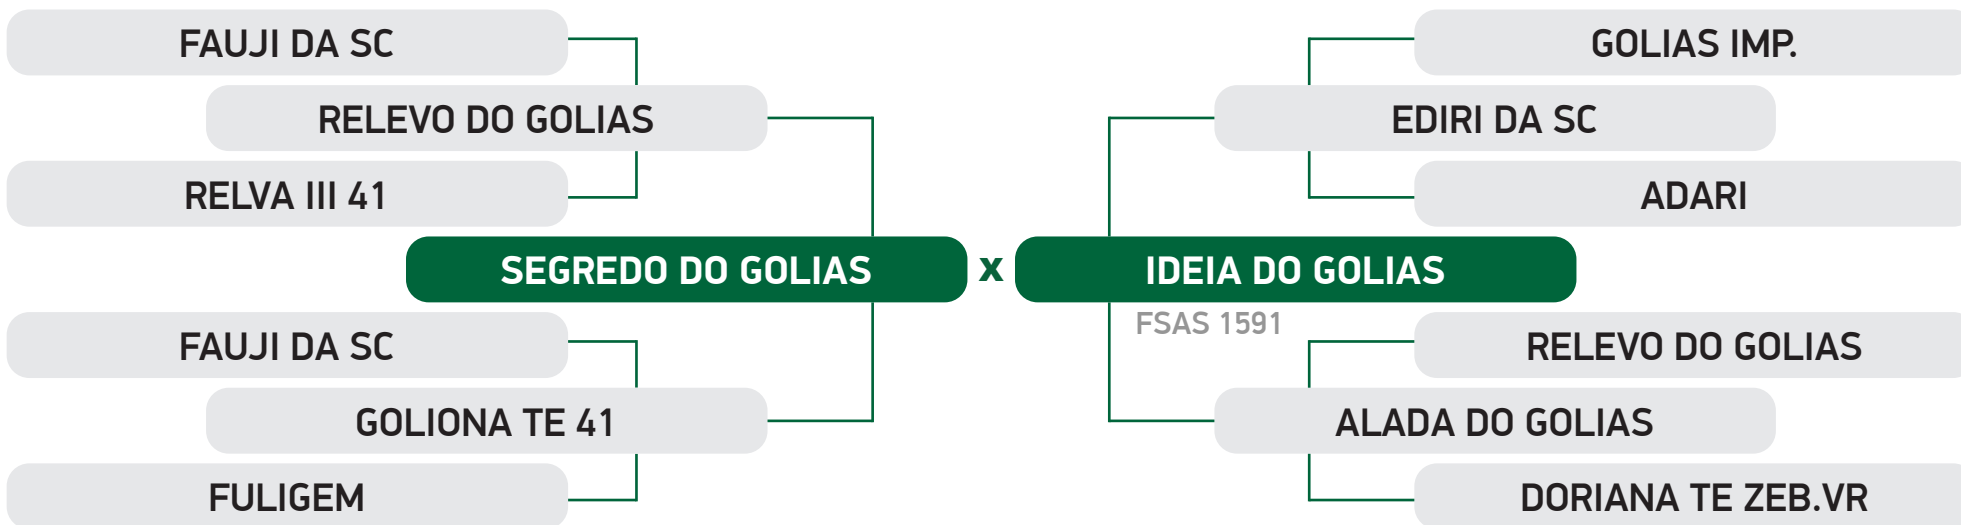 FAUJI DA SC
GOLIAS IMP.
RELEVO DO GOLIAS
EDIRI DA SC
RELVA III 41
ADARI
SEGREDO DO GOLIAS x IDEIA DO GOLIAS
FSAS 1591
FAUJI DA SC
RELEVO DO GOLIAS
GOLIONA TE 41
ALADA DO GOLIAS
FULIGEM
DORIANA TE ZEB.VR